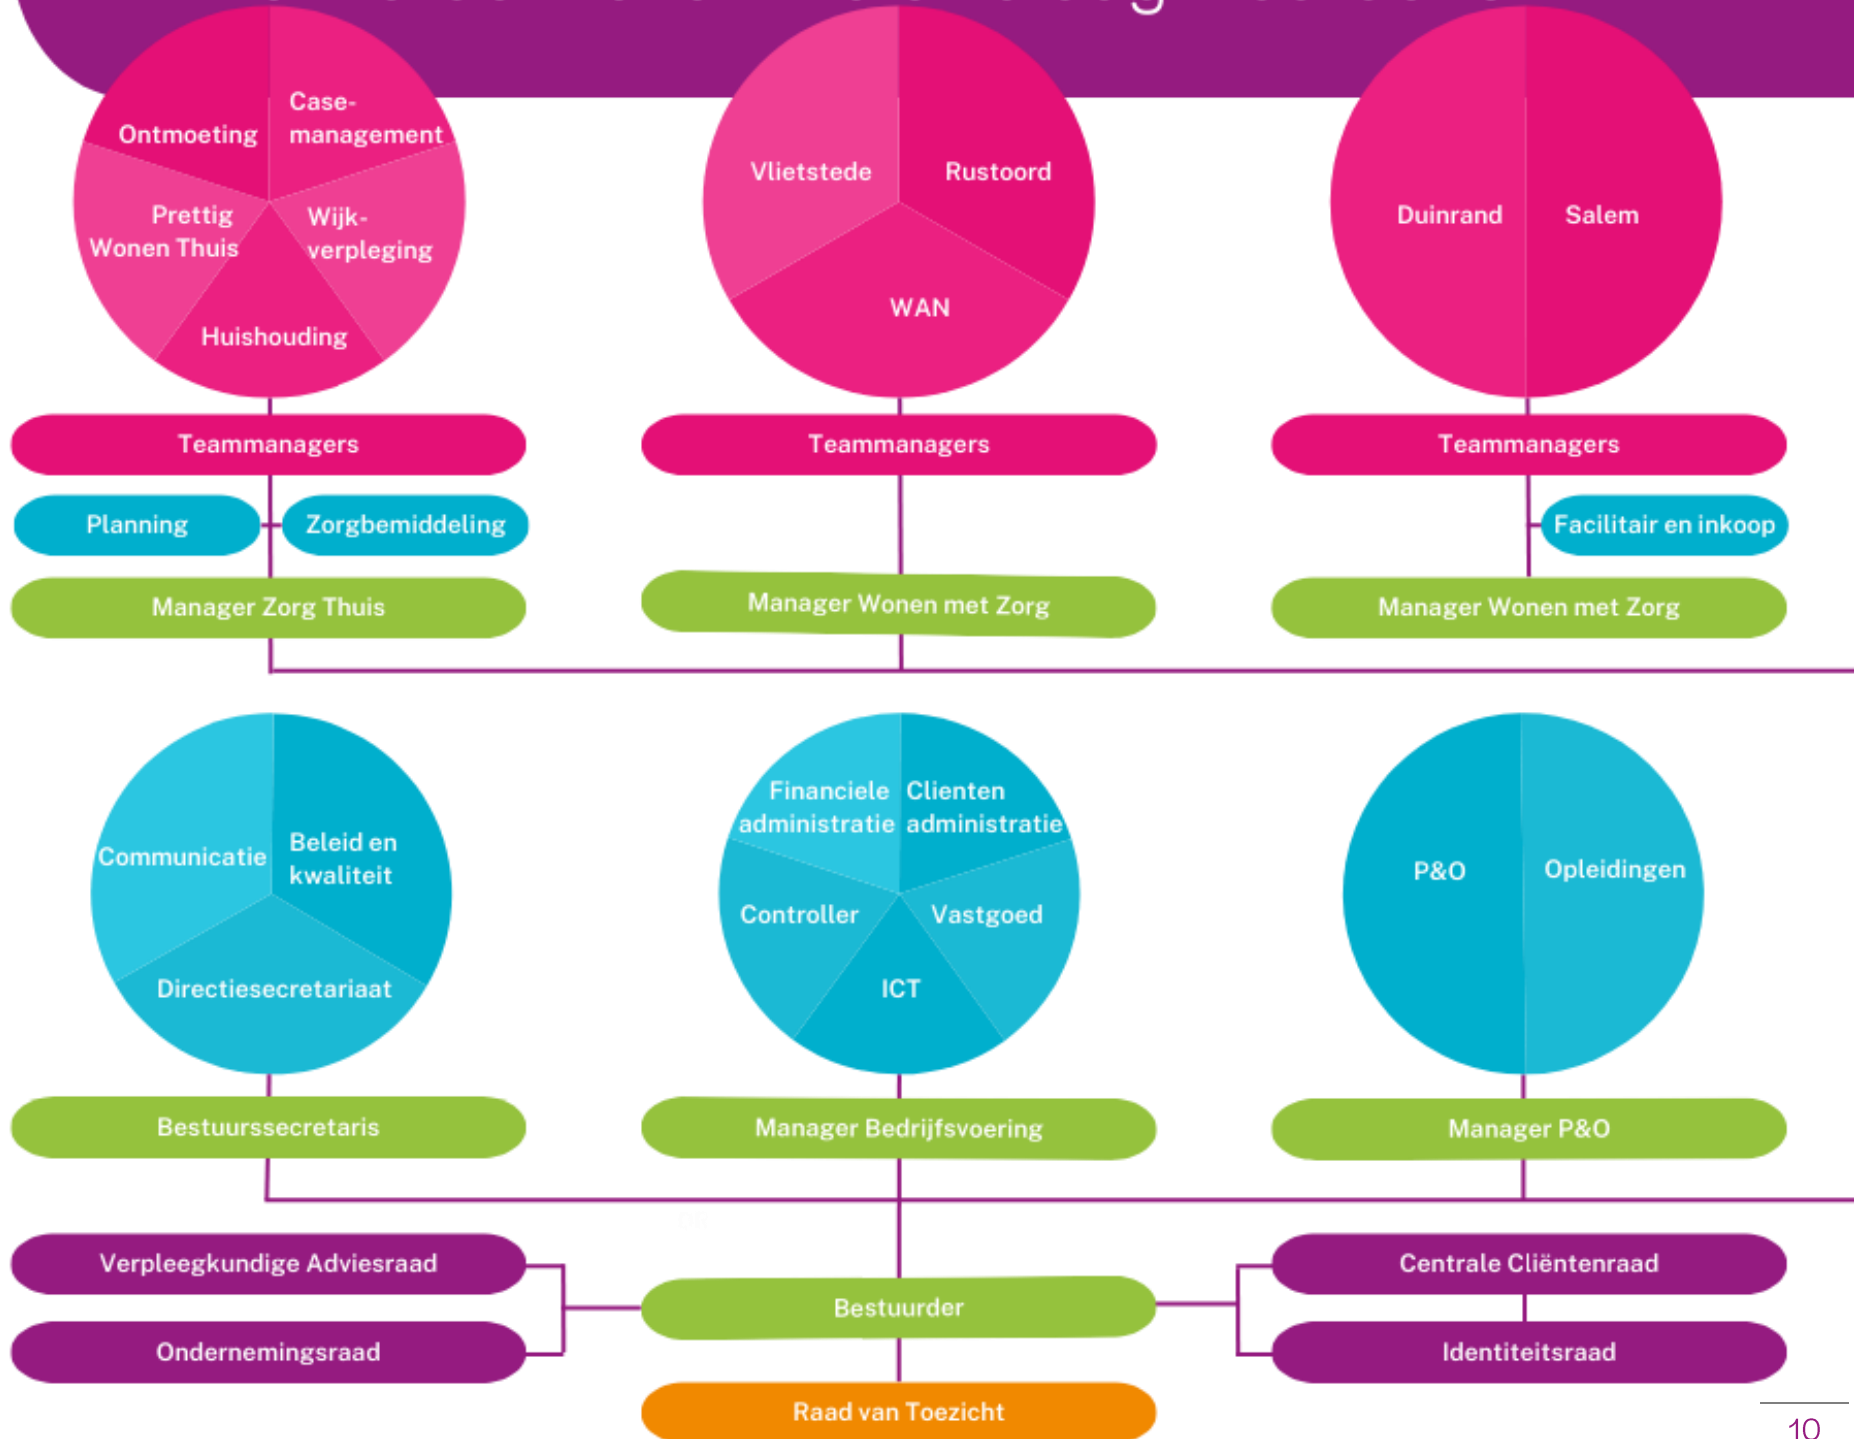 Case-
Ontmoeting management
Prettig Wijk-
Wonen Thuis verpleging
Huishouding
Vlietstede Rustoord
WAN
Duinrand Salem
Teammanagers Teammanagers Teammanagers
Planning Zorgbemiddeling Facilitair en inkoop
Manager Zorg Thuis Manager Wonen met Zorg Manager Wonen met Zorg
Communicatie
Beleid en
kwaliteit
Directiesecretariaat
Financiele Clienten
administratie administratie
Controller Vastgoed
ICT
P&O Opleidingen
Bestuurssecretaris Manager Bedrijfsvoering Manager P&O
Verpleegkundige Adviesraad Centrale Cliëntenraad
Bestuurder
Ondernemingsraad Identiteitsraad
Raad van Toezicht
10